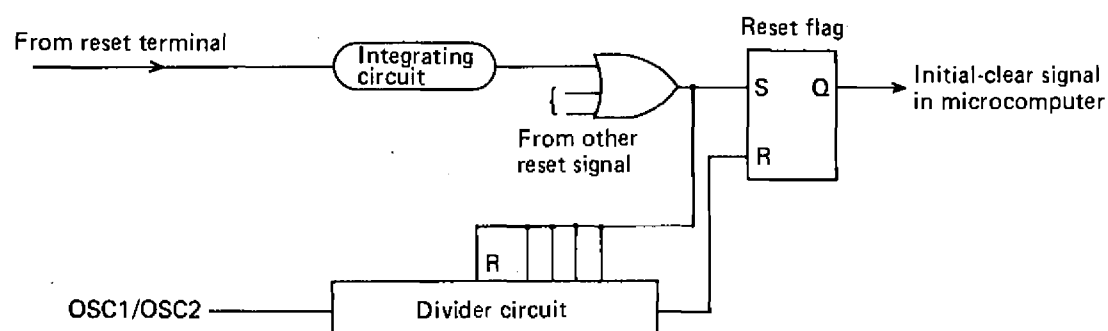 Reset flag
From reset terminal
Integrating
circuit
S
Q
Initial-clear signal
in microcomputer
From other
reset signal
R
R
OSC1/OSC2
Divider circuit